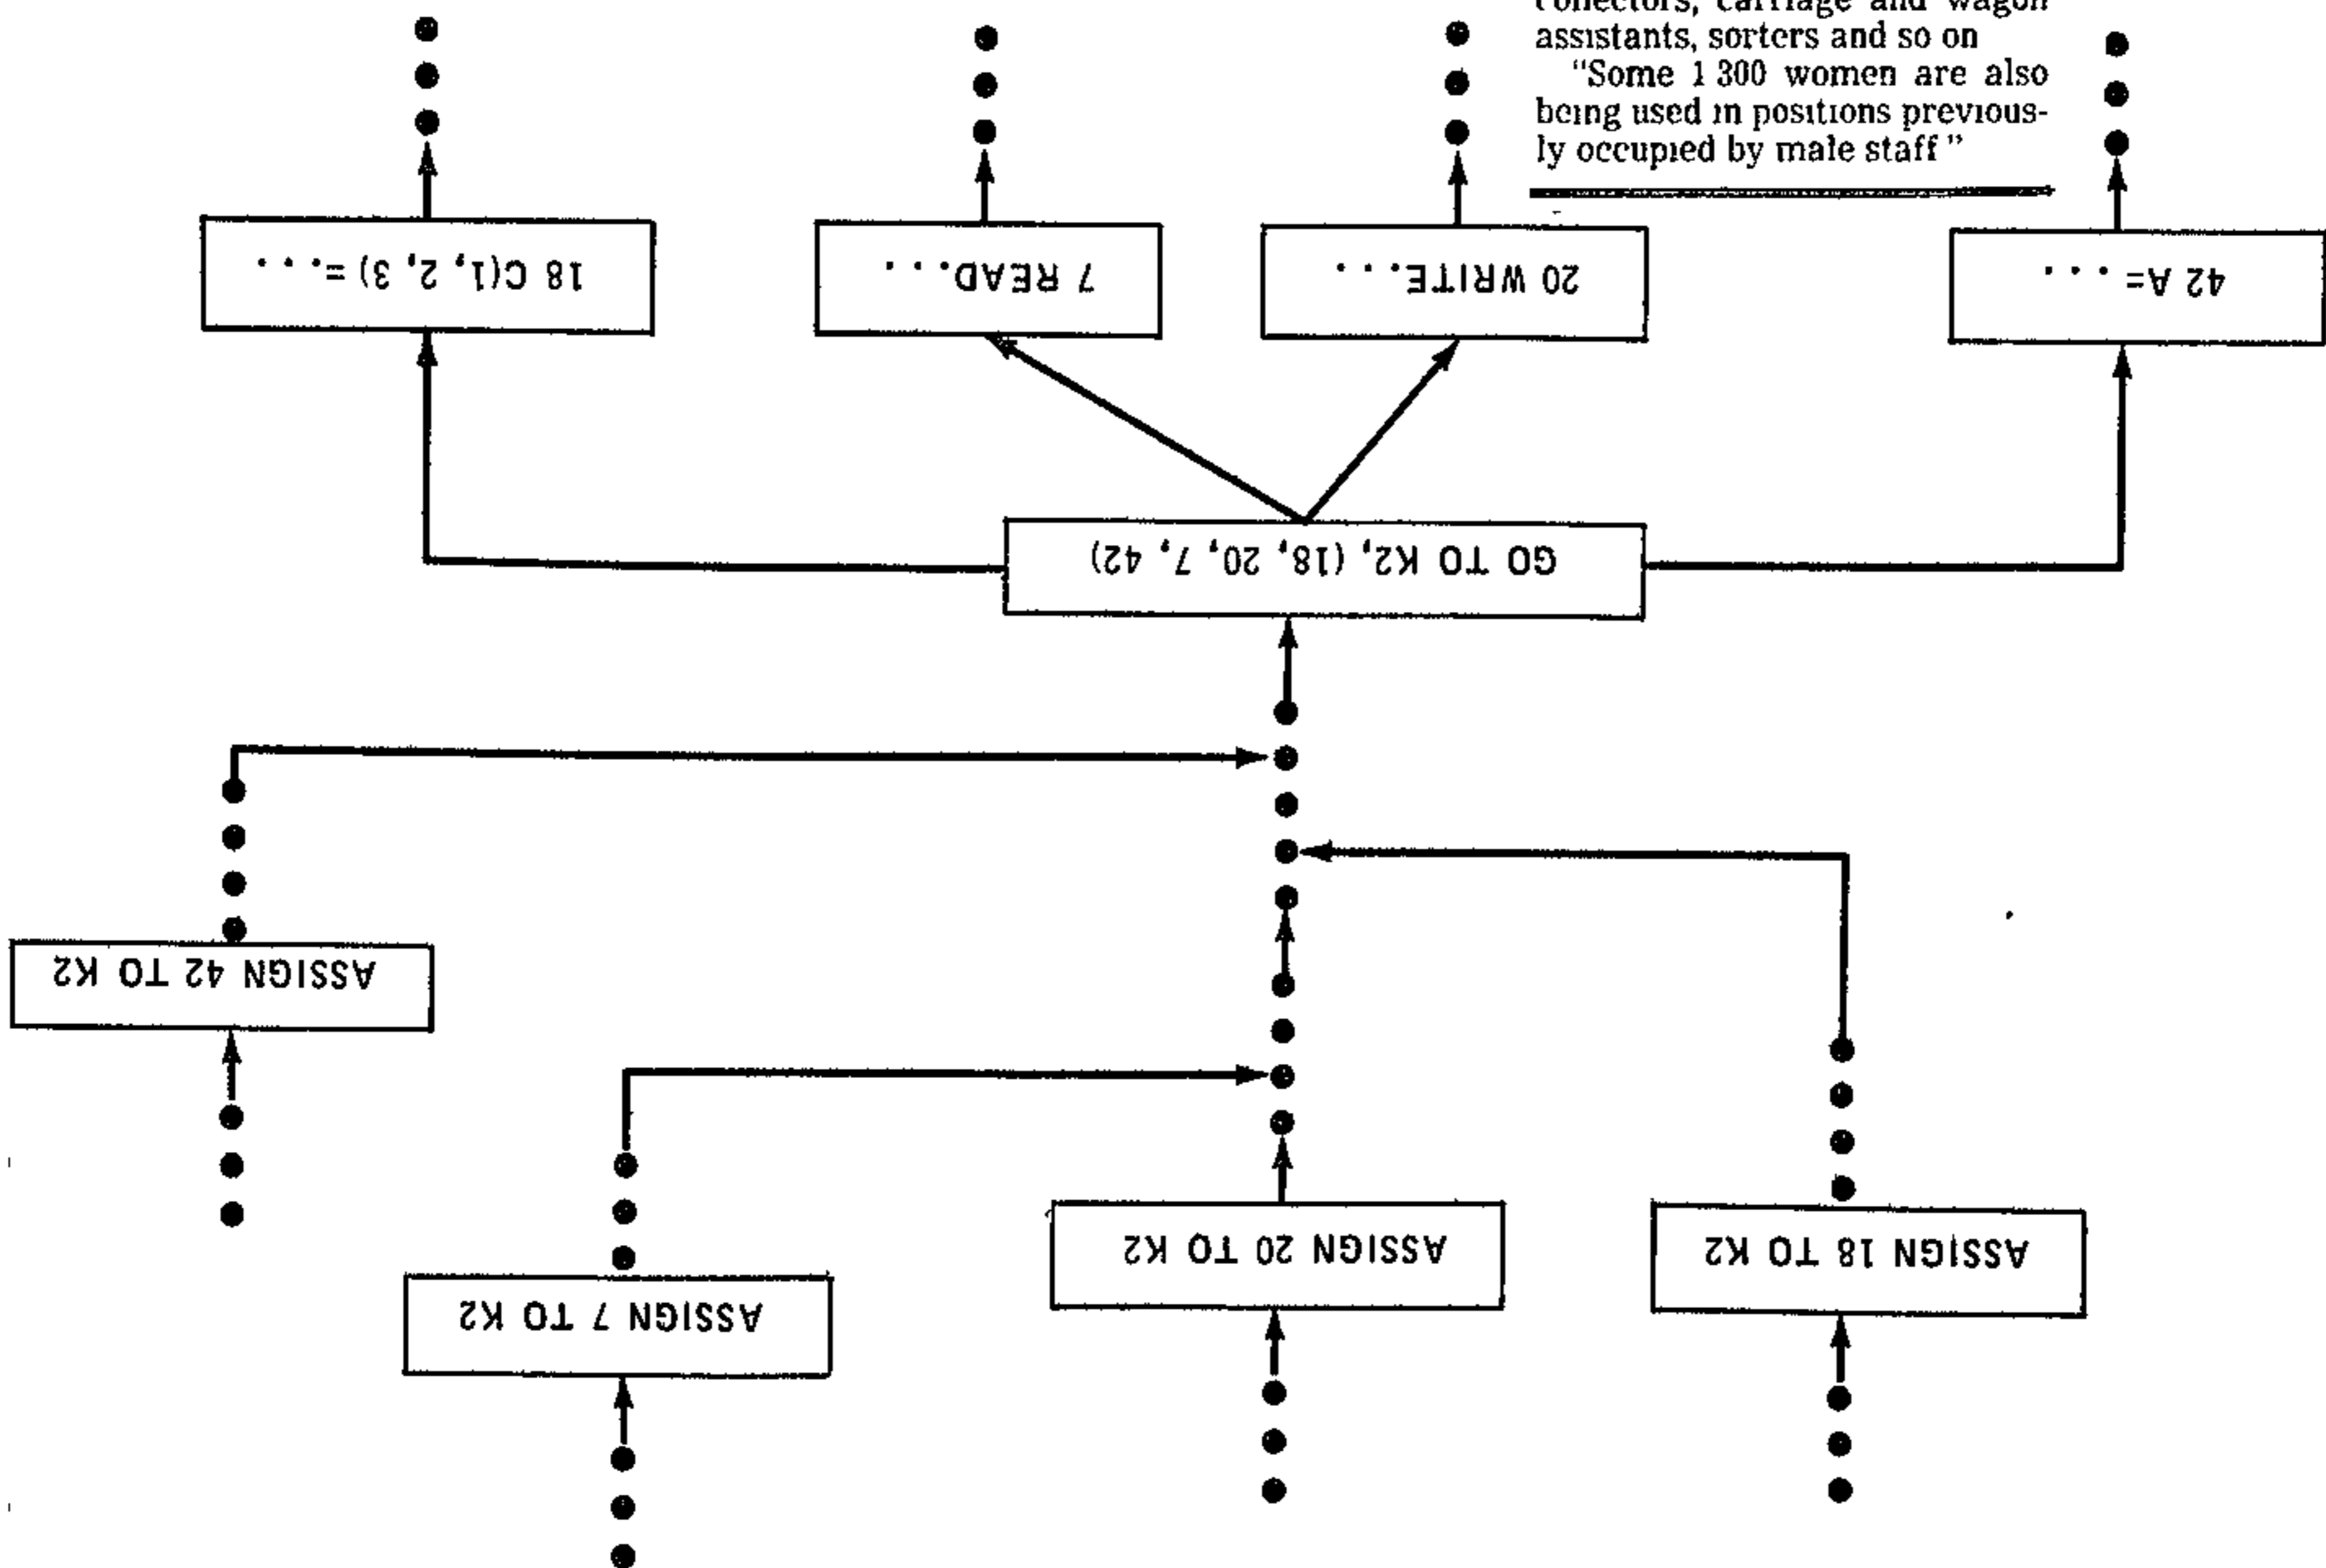 assistants, sorters and so on
"Some 1 300 women are also
being used in positions previous-
ly occupied by male staff"
ASSIGN 18 TO K2
ASSIGN 20 TO K2
ASSIGN 7 TO K2
ASSIGN 42 TO K2
GO TO K2, (18, 20, 7, 42)
42 A= ...
20 WRITE...
7 READ...
18 C(1, 2, 3) =...